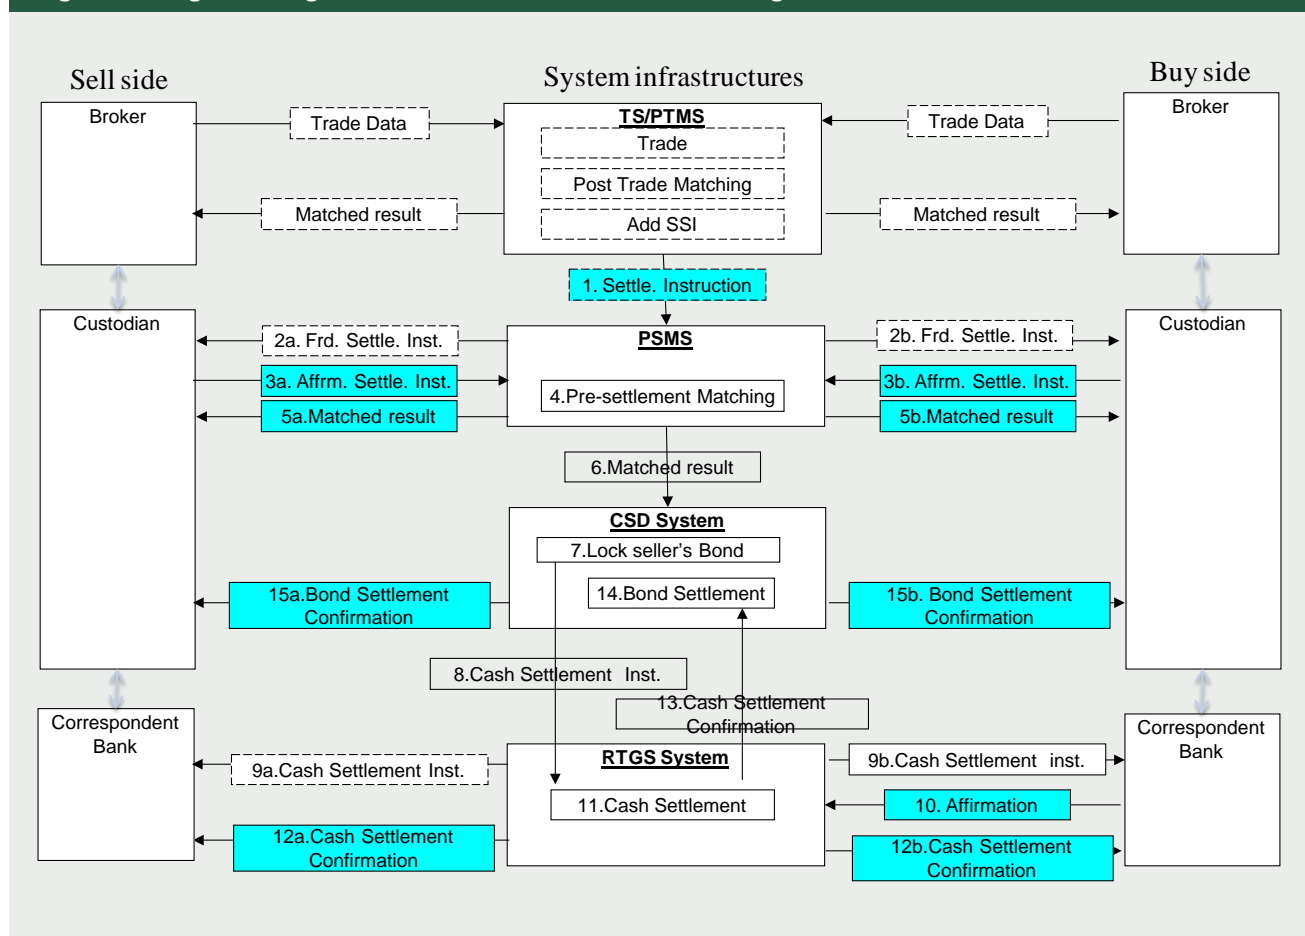 Sell side
System infrastructures
Buy side
Broker
TS/PTMS
Broker
Trade Data
Trade Data
Trade
Post Trade Matching
Matched result
Matched result
Add SSI
1. Settle. Instruction
Custodian
PSMS
Custodian
2a. Frd. Settle. Inst.
2b. Frd. Settle. Inst.
3a. Affrm. Settle. Inst.
3b. Affrm. Settle. Inst.
4.Pre-settlement Matching
5a.Matched result
5b.Matched result
6.Matched result
CSD System
7.Lock seller's Bond
14.Bond Settlement
15a.Bond Settlement
Confirmation
15b. Bond Settlement
Confirmation
8.Cash Settlement Inst.
13.Cash Settlement
Confirmation
Correspondent
Bank
RTGS System
Correspondent
Bank
9a.Cash Settlement Inst.
9b.Cash Settlement inst.
11.Cash Settlement
10. Affirmation
12a.Cash Settlement
Confirmation
12b.Cash Settlement
Confirmation